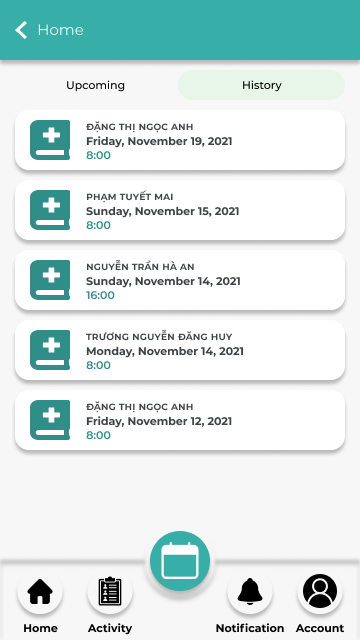 Home
Upcoming
History
ĐẶNG THỊ NGỌC ANH
Friday, November 19, 2021
8:00
PHẠM TUYẾT MAI
Sunday, November 15, 2021
8:00
NGUYỄN TRẦN HÀ AN
Sunday, November 14, 2021
16:00
TRƯƠNG NGUYỄN ĐĂNG HUY
Monday, November 14, 2021
8:00
ĐẶNG THỊ NGỌC ANH
Friday, November 12, 2021
8:00
Home
Activity
Notification
Account